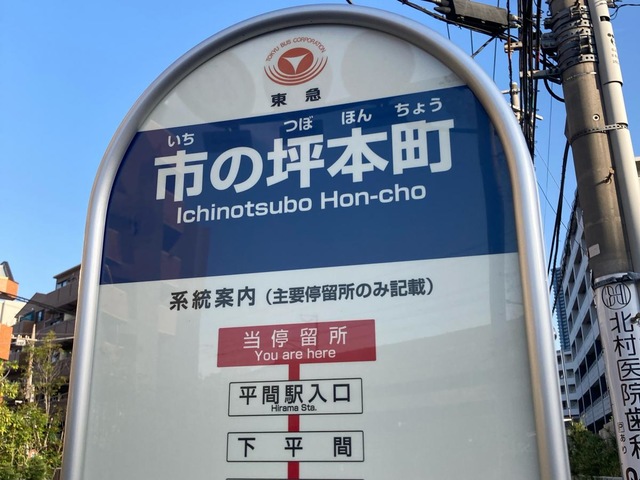 TOKYU BUS CORPORATION
東急
いち つぼ ほん ちょう
市の坪本町
Ichinotsubo Hon-cho
系統案内（主要停留所のみ記載）
当停留所
You are here
平間駅入口
Hirama Sta.
下平間
北村医院歯科